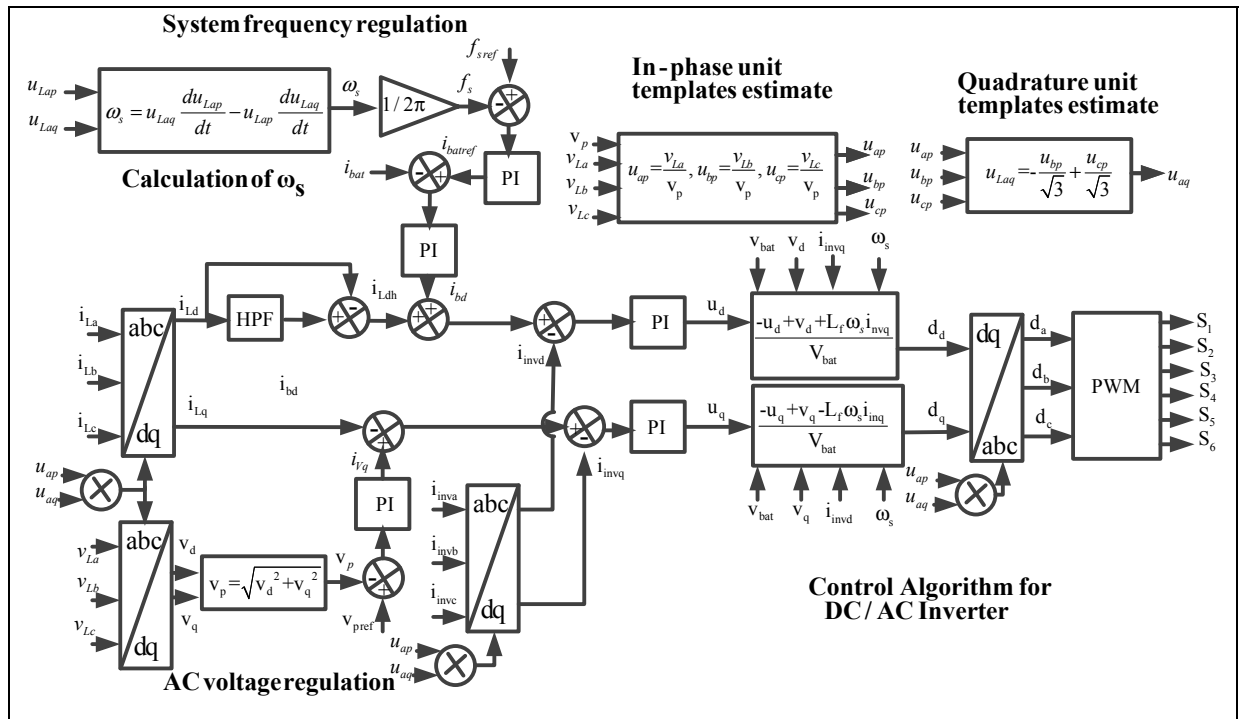 System frequency regulation
f_sref
u_Lap
u_Laq
ω_s = u_Laq du_Lap/dt − u_Lap du_Laq/dt
ω_s
1/2π
f_s
- +
Calculation of ω_s
i_bat
i_batref
- +
PI
PI
In-phase unit
templates estimate
v_p
v_La
v_Lb
v_Lc
u_ap = v_La/v_p, u_bp = v_Lb/v_p, u_cp = v_Lc/v_p
u_ap
u_bp
u_cp
Quadrature unit
templates estimate
u_ap
u_bp
u_cp
u_Laq = -u_bp/√3 + u_cp/√3
u_aq
i_La
i_Lb
i_Lc
abc
dq
i_Ld
HPF
+ -
i_Ldh
+ +
i_bd
+ -
i_invd
PI
u_d
v_bat
v_d
i_invq
ω_s
-u_d+v_d+L_f ω_s i_nvq
V_bat
d_d
dq
abc
d_a
d_b
d_c
PWM
S_1
S_2
S_3
S_4
S_5
S_6
i_bd
i_Lq
- -
i_Vq
PI
+ -
i_invq
PI
u_q
-u_q+v_q-L_f ω_s i_inq
V_bat
v_bat
v_q
i_invd
ω_s
d_q
u_ap
u_aq
×
u_ap
u_aq
×
v_La
v_Lb
v_Lc
abc
dq
v_d
v_q
v_p = √(v_d² + v_q²)
v_p
- +
v_pref
i_inva
i_invb
i_invc
abc
dq
u_ap
u_aq
×
AC voltage regulation
Control Algorithm for
DC / AC Inverter